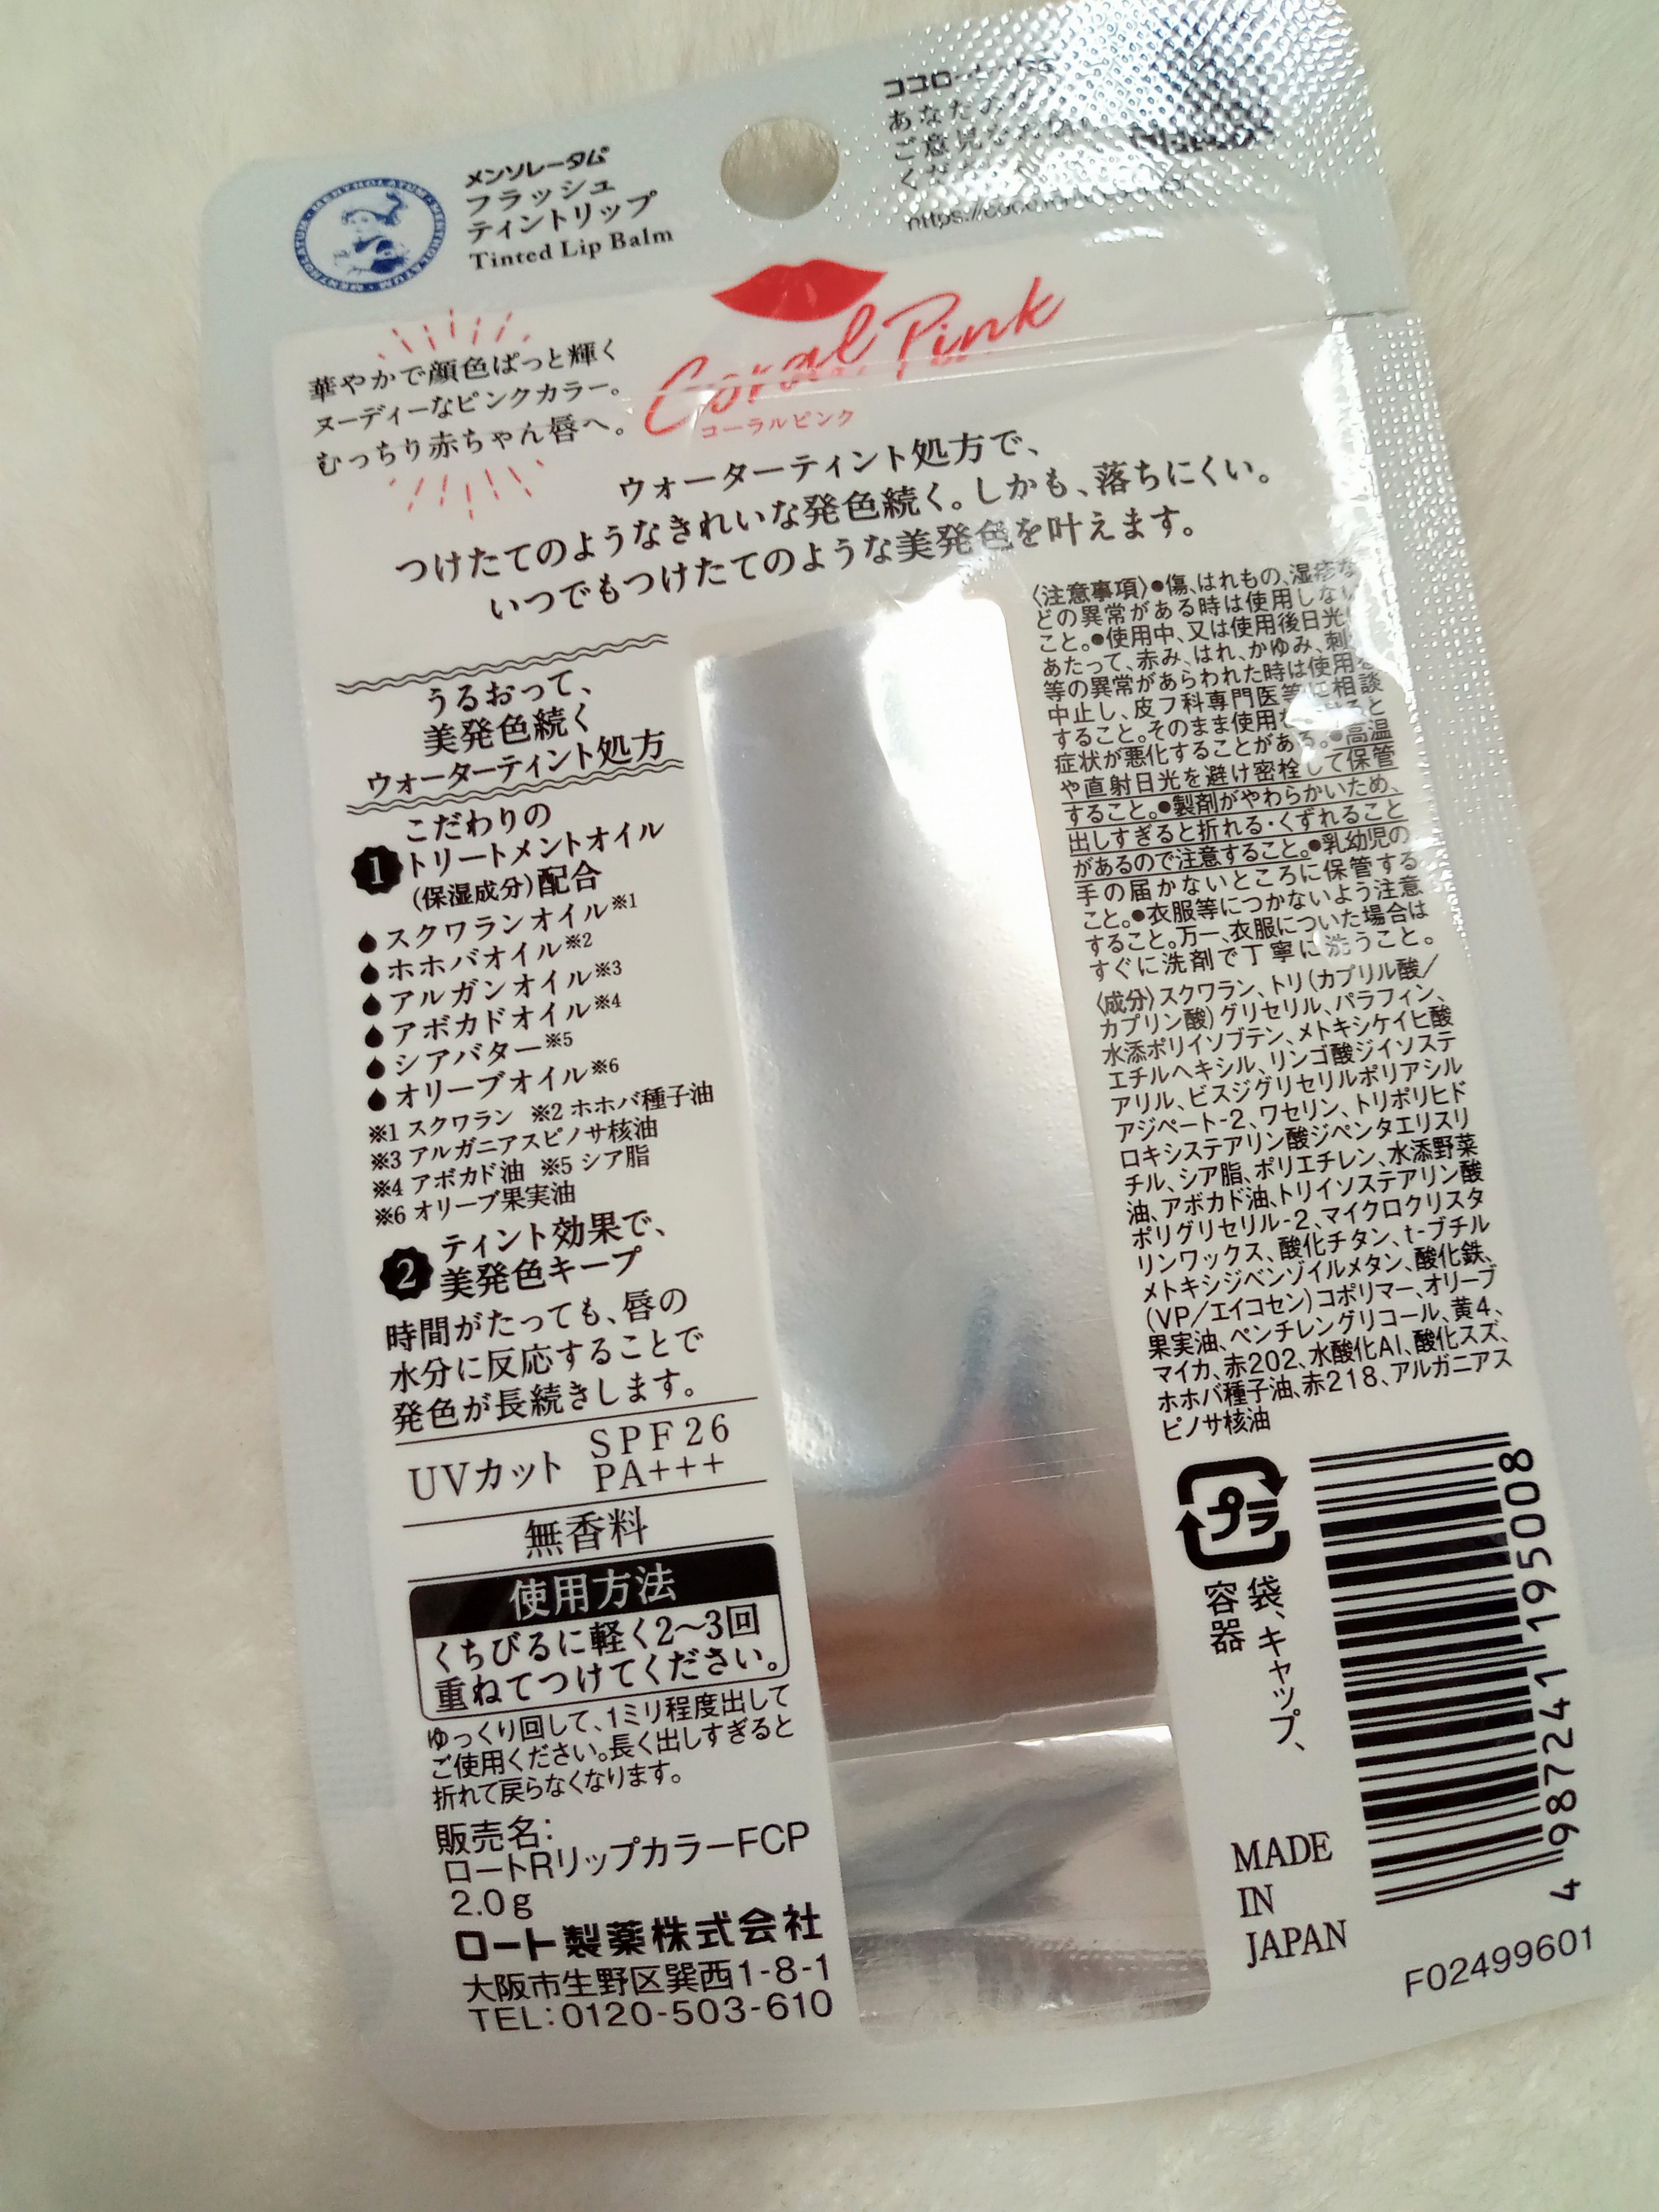 メンソレータム
フラッシュ
ティントリップ
Tinted Lip Balm
MENTHOLATUM
華やかで顔色ぱっと輝く
ヌーディーなピンクカラー。
むっちり赤ちゃん唇へ。
Coral Pink
コーラルピンク
ウォーターティント処方で、
つけたてのようなきれいな発色続く。しかも、落ちにくい。
いつでもつけたてのような美発色を叶えます。
うるおって、
美発色続く
ウォーターティント処方
1 こだわりの
トリートメントオイル
(保湿成分)配合
スクワランオイル※1
ホホバオイル※2
アルガンオイル※3
アボカドオイル※4
シアバター※5
オリーブオイル※6
※1 スクワラン ※2 ホホバ種子油
※3 アルガニアスピノサ核油
※4 アボカド油 ※5 シア脂
※6 オリーブ果実油
2 ティント効果で、
美発色キープ
時間がたっても、唇の
水分に反応することで
発色が長続きします。
UVカット SPF26
PA+++
無香料
使用方法
くちびるに軽く2〜3回
重ねてつけてください。
ゆっくり回して、1ミリ程度出して
ご使用ください。長く出しすぎると
折れて戻らなくなります。
販売名:
ロートRリップカラーFCP
2.0g
ロート製薬株式会社
大阪市生野区巽西1-8-1
TEL:0120-503-610
〈注意事項〉●傷、はれもの、湿疹な
どの異常がある時は使用しない
こと。●使用中、又は使用後日光に
あたって、赤み、はれ、かゆみ、刺
等の異常があらわれた時は使用を
中止し、皮フ科専門医等に相談
すること。そのまま使用を続けると
症状が悪化することがある。●高温
や直射日光を避け密栓して保管
すること。●製剤がやわらかいため、
出しすぎると折れる・くずれること
があるので注意すること。●乳幼児の
手の届かないところに保管する
こと。●衣服等につかないよう注意
すること。万一、衣服についた場合は
すぐに洗剤で丁寧に洗うこと。
〈成分〉スクワラン、トリ(カプリル酸/
カプリン酸)グリセリル、パラフィン、
水添ポリイソブテン、メトキシケイヒ酸
エチルヘキシル、リンゴ酸ジイソステ
アリル、ビスジグリセリルポリアシル
アジペート-2、ワセリン、トリポリヒド
ロキシステアリン酸ジペンタエリスリ
チル、シア脂、ポリエチレン、水添野菜
油、アボカド油、トリイソステアリン酸
ポリグリセリル-2、マイクロクリスタ
リンワックス、酸化チタン、t-ブチル
メトキシジベンゾイルメタン、酸化鉄、
(VP/エイコセン)コポリマー、オリーブ
果実油、ペンチレングリコール、黄4、
マイカ、赤202、水酸化Al、酸化スズ、
ホホバ種子油、赤218、アルガニアス
ピノサ核油
プラ
袋、キャップ、
容器
4 987241 195008
MADE
IN
JAPAN
F02499601